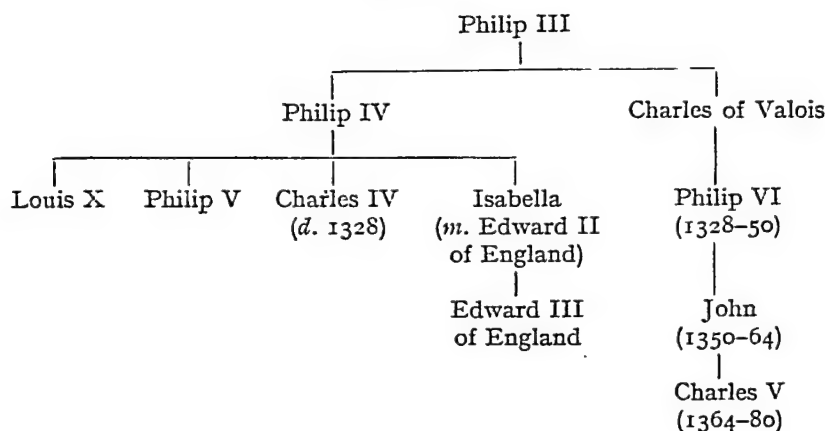 Philip III
Philip IV
Charles of Valois
Louis X
Philip V
Charles IV
(d. 1328)
Isabella
(m. Edward II
of England)
Edward III
of England
Philip VI
(1328–50)
John
(1350–64)
Charles V
(1364–80)